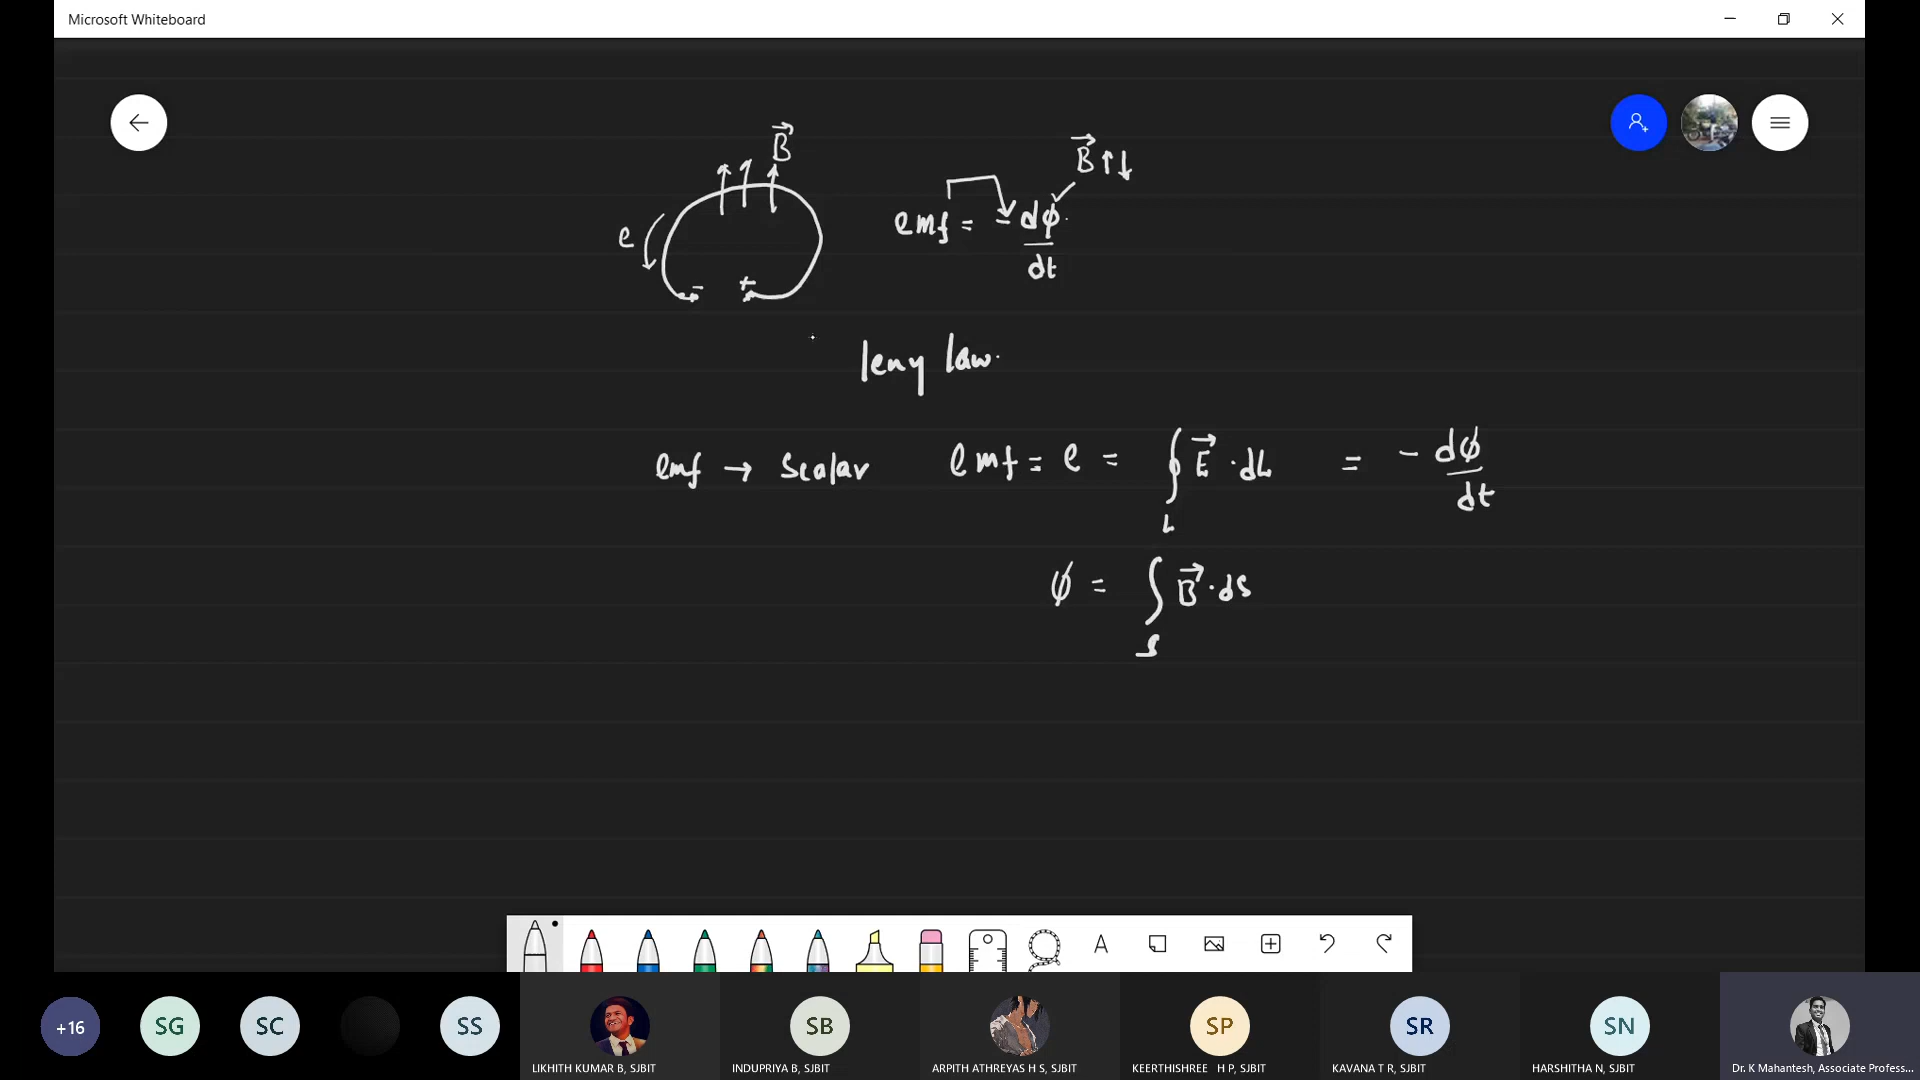 Microsoft Whiteboard
B⃗
B⃗ ↑↓
e
emf = - dφ/dt
- +
leny law.
emf → Scalar emf = e = ∮_L E⃗ · dL = - dφ/dt
φ = ∫_S B⃗ · dS
A
+16
SG
SC
SS
SB
SP
SR
SN
LIKHITH KUMAR B, SJBIT
INDUPRIYA B, SJBIT
ARPITH ATHREYAS H S, SJBIT
KEERTHISHREE H P, SJBIT
KAVANA T R, SJBIT
HARSHITHA N, SJBIT
Dr. K Mahantesh, Associate Profess...